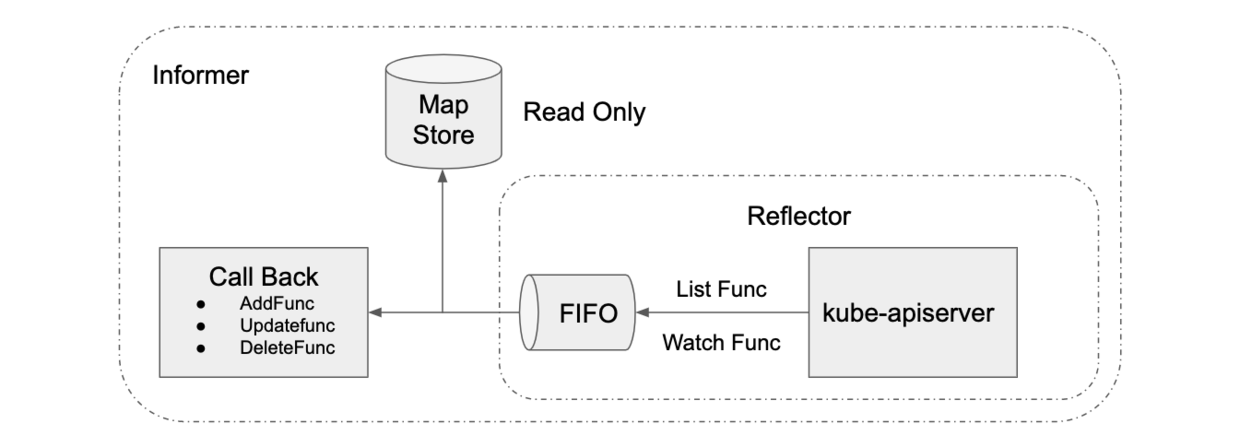 Informer
Map
Store
Read Only
Reflector
Call Back
● AddFunc
● Updatefunc
● DeleteFunc
FIFO
List Func
Watch Func
kube-apiserver